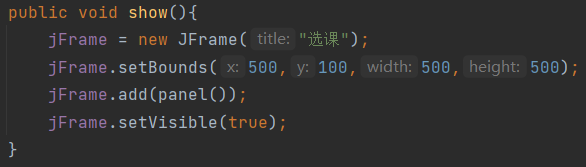 public void show(){
    jFrame = new JFrame( title: "选课");
    jFrame.setBounds( x: 500, y: 100, width: 500, height: 500);
    jFrame.add(panel());
    jFrame.setVisible(true);
}